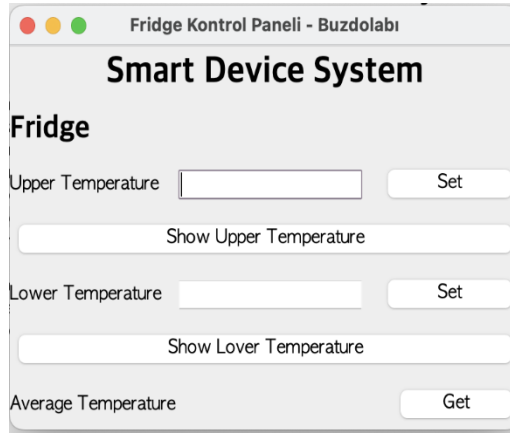 Fridge Kontrol Paneli - Buzdolabı
Smart Device System
Fridge
Upper Temperature Set
Show Upper Temperature
Lower Temperature Set
Show Lover Temperature
Average Temperature Get